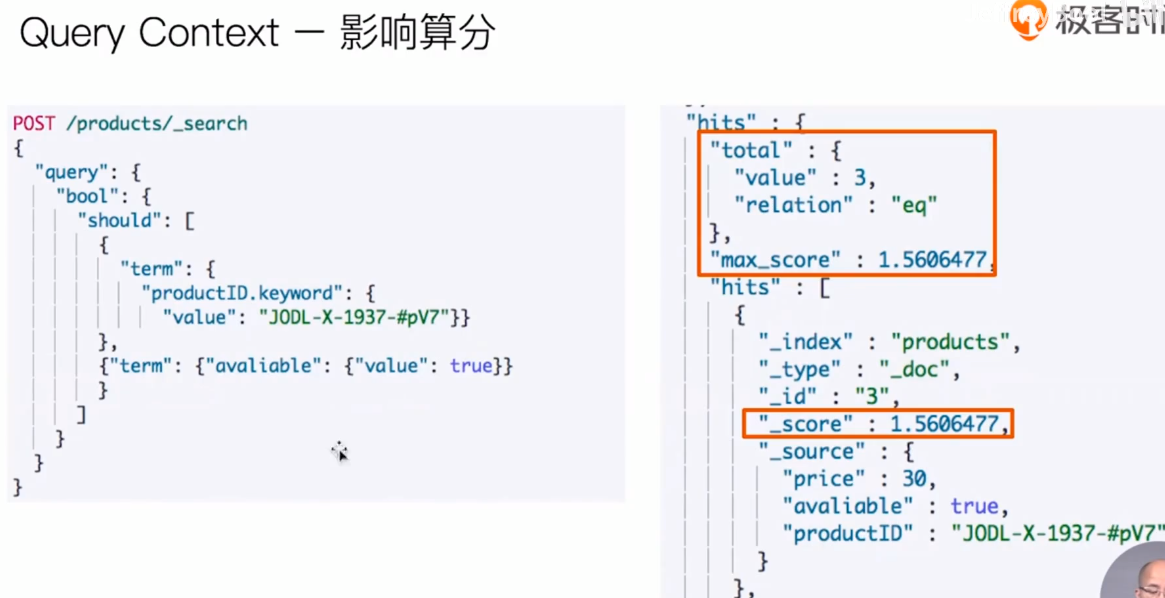 Query Context – 影响算分
极客时间
POST /products/_search
{
"query": {
"bool": {
"should": [
{
"term": {
"productID.keyword": {
"value": "JODL-X-1937-#pV7"}}
},
{"term": {"avaliable": {"value": true}}
}
]
}
}
}
"hits" : {
"total" : {
"value" : 3,
"relation" : "eq"
},
"max_score" : 1.5606477,
"hits" : [
{
"_index" : "products",
"_type" : "_doc",
"_id" : "3",
"_score" : 1.5606477,
"_source" : {
"price" : 30,
"avaliable" : true,
"productID" : "JODL-X-1937-#pV7"
}
},